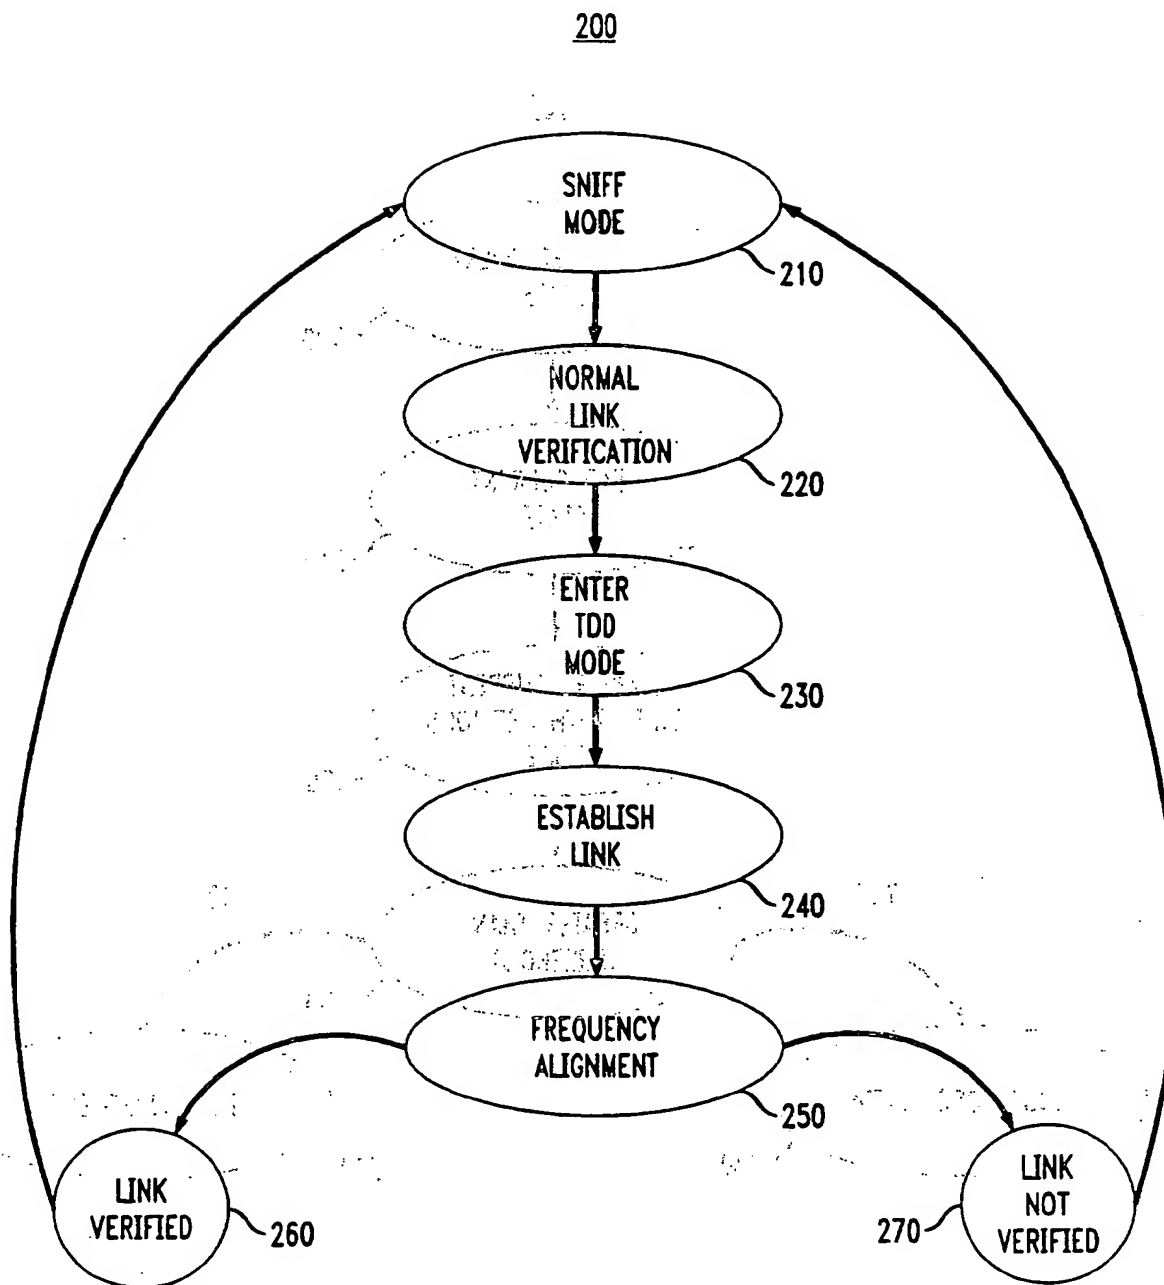 200
SNIFF
MODE
210
NORMAL
LINK
VERIFICATION
220
ENTER
TDD
MODE
230
ESTABLISH
LINK
240
FREQUENCY
ALIGNMENT
250
LINK
VERIFIED
260
LINK
NOT
VERIFIED
270